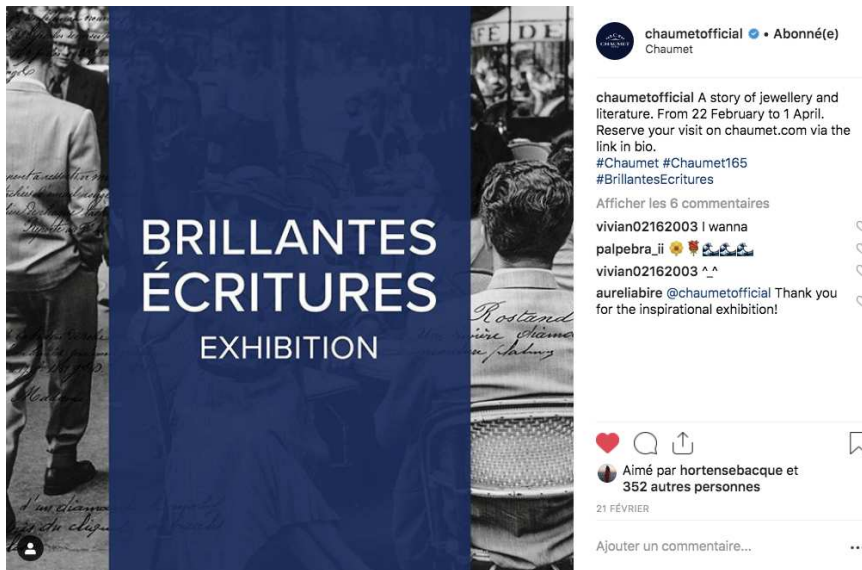 FÉ DE
BRILLANTES
ÉCRITURES
EXHIBITION
Rostand
CHAUMET
chaumetofficial • Abonné(e)
Chaumet
chaumetofficial A story of jewellery and
literature. From 22 February to 1 April.
Reserve your visit on chaumet.com via the
link in bio.
#Chaumet #Chaumet165
#BrillantesEcritures
Afficher les 6 commentaires
vivian02162003 I wanna
palpebra_ii 🌼🌹🌊🌊🌊
vivian02162003 ^_^
aureliabire @chaumetofficial Thank you
for the inspirational exhibition!
Aimé par hortensebacque et
352 autres personnes
21 FÉVRIER
Ajouter un commentaire...